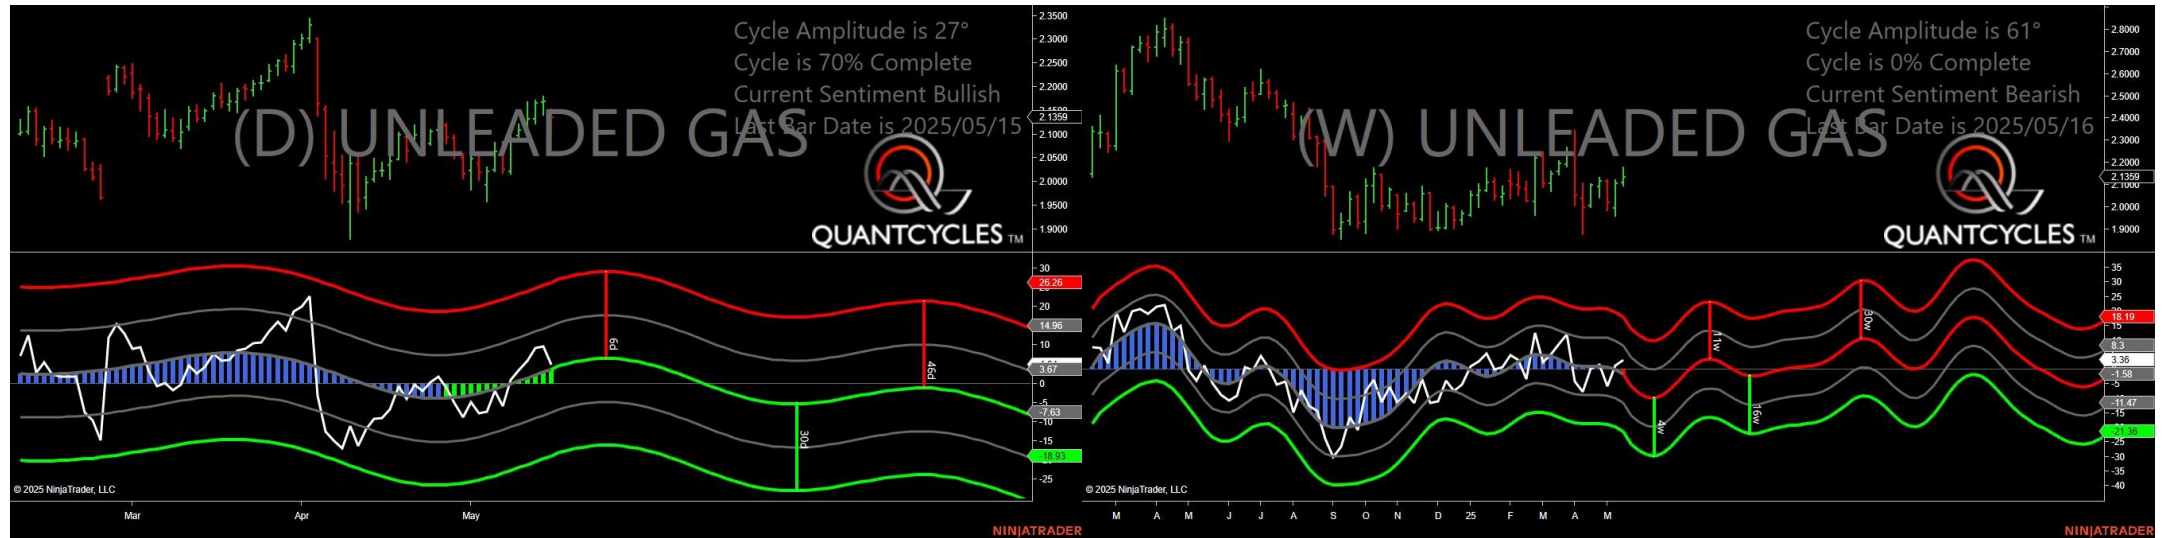 Cycle Amplitude is 27°
Cycle is 70% Complete
Current Sentiment Bullish
Last Bar Date is 2025/05/15
(D) UNLEADED GAS
QUANTCYCLES TM
2.3500
2.3000
2.2500
2.2000
2.1359
2.1000
2.0500
2.0000
1.9500
1.9000
30
26.26
20
14.96
10
3.67
0
-5
-7.63
-10
-15
-18.93
-25
6d
30d
46d
© 2025 NinjaTrader, LLC
Mar Apr May
NINJATRADER
Cycle Amplitude is 61°
Cycle is 0% Complete
Current Sentiment Bearish
Last Bar Date is 2025/05/16
(W) UNLEADED GAS
QUANTCYCLES TM
2.8000
2.7000
2.6000
2.5000
2.4000
2.3000
2.2000
2.1359
2.1000
2.0000
1.9000
35
30
25
18.19
15
8.3
3.36
-1.58
-5
-11.47
-15
-21.36
-25
-30
-35
-40
4w
11w
16w
30w
© 2025 NinjaTrader, LLC
M A M J J A S O N D 25 F M A M
NINJATRADER